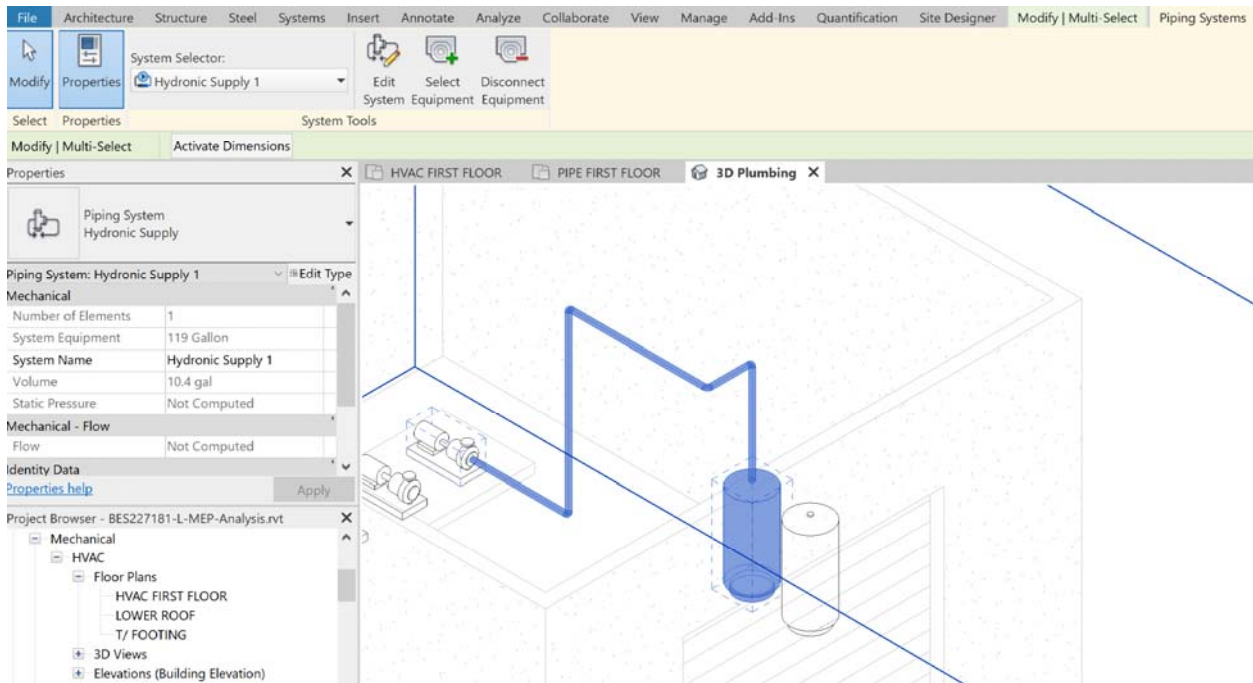 File Architecture Structure Steel Systems Insert Annotate Analyze Collaborate View Manage Add-Ins Quantification Site Designer Modify | Multi-Select Piping Systems
System Selector:
Hydronic Supply 1
Modify Properties Edit System Select Equipment Disconnect Equipment
Select Properties System Tools
Modify | Multi-Select Activate Dimensions
Properties HVAC FIRST FLOOR PIPE FIRST FLOOR 3D Plumbing
Piping System
Hydronic Supply
Piping System: Hydronic Supply 1 Edit Type
Mechanical
Number of Elements 1
System Equipment 119 Gallon
System Name Hydronic Supply 1
Volume 10.4 gal
Static Pressure Not Computed
Mechanical - Flow
Flow Not Computed
Identity Data
Properties help Apply
Project Browser - BES227181-L-MEP-Analysis.rvt
Mechanical
HVAC
Floor Plans
HVAC FIRST FLOOR
LOWER ROOF
T/ FOOTING
3D Views
Elevations (Building Elevation)